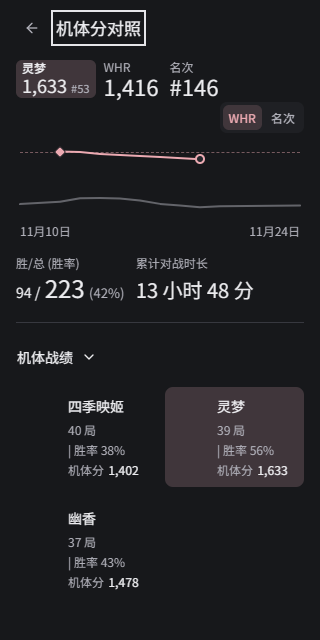 机体分对照
灵梦
1,633 #53
WHR
1,416
名次
#146
WHR 名次
11月10日 11月24日
胜/总 (胜率)
94 / 223 (42%)
累计对战时长
13 小时 48 分
机体战绩
四季映姬
40 局
| 胜率 38%
机体分 1,402
灵梦
39 局
| 胜率 56%
机体分 1,633
幽香
37 局
| 胜率 43%
机体分 1,478